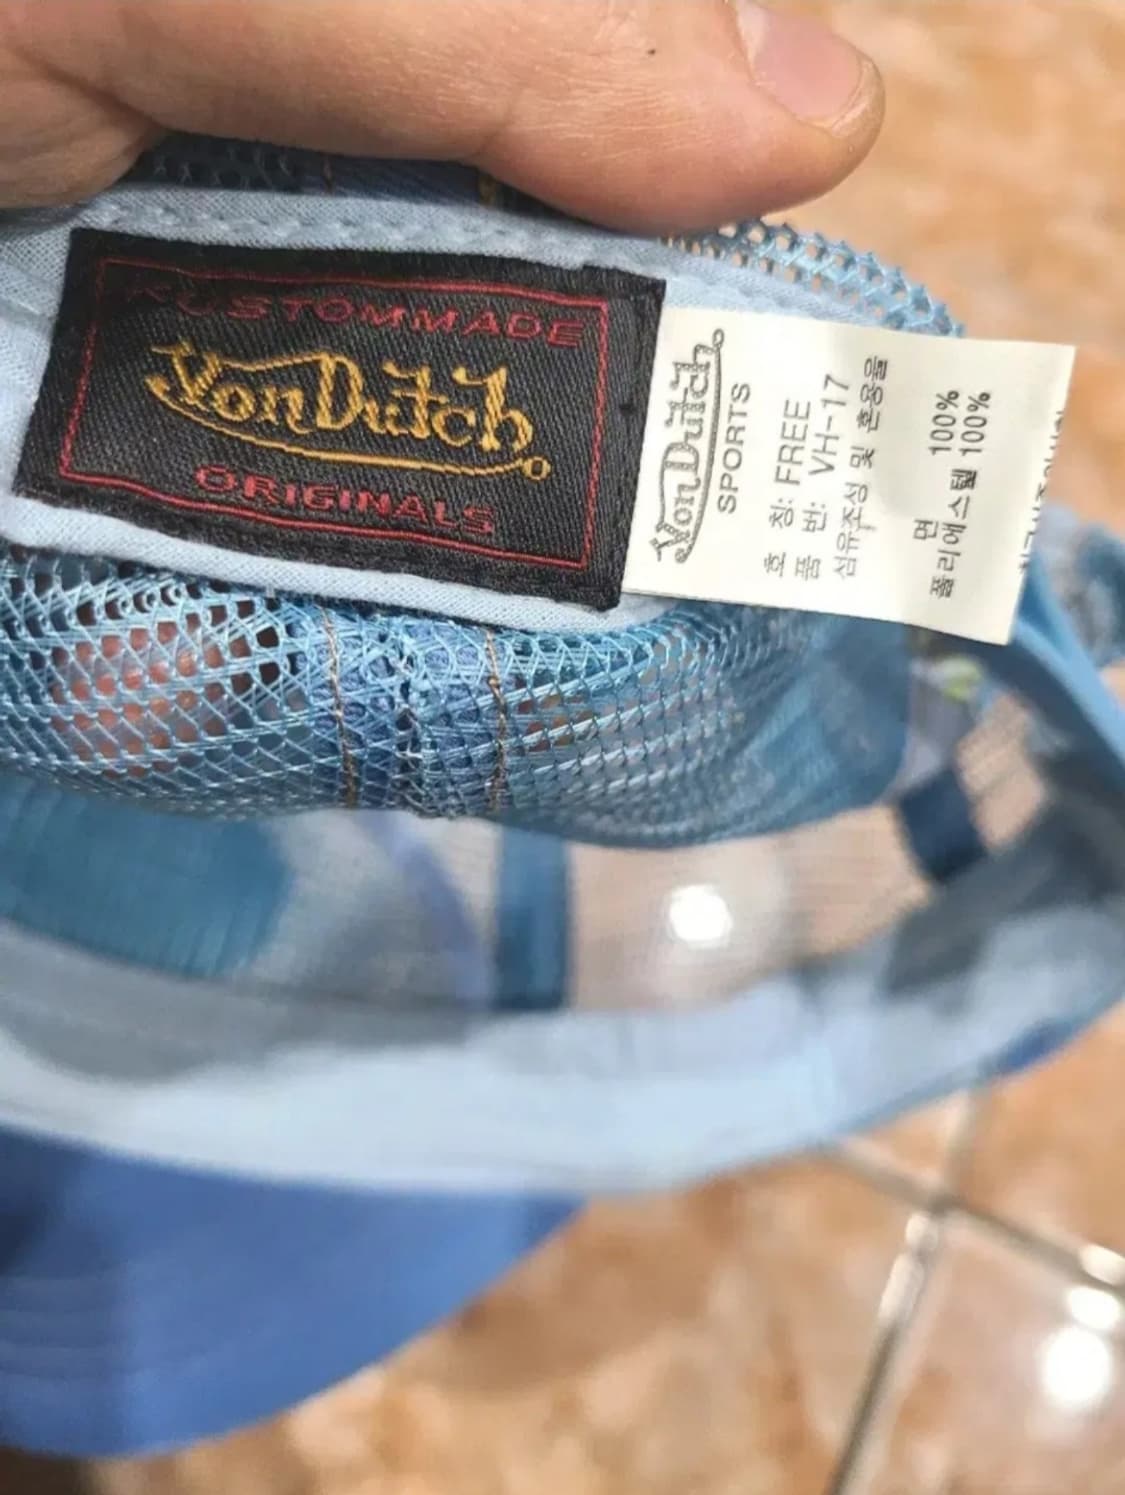 KUSTOMMADE
Von Dutch
ORIGINALS
Von Dutch
SPORTS
호 칭: FREE
품 번: VH-17
섬유조성 및 혼용율
면 100%
폴리에스텔 100%